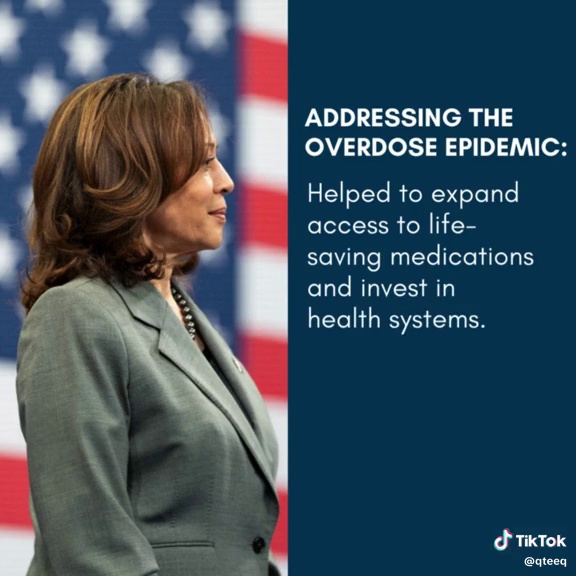 ADDRESSING THE
OVERDOSE EPIDEMIC:
Helped to expand
access to life-
saving medications
and invest in
health systems.
TikTok
@qteeq